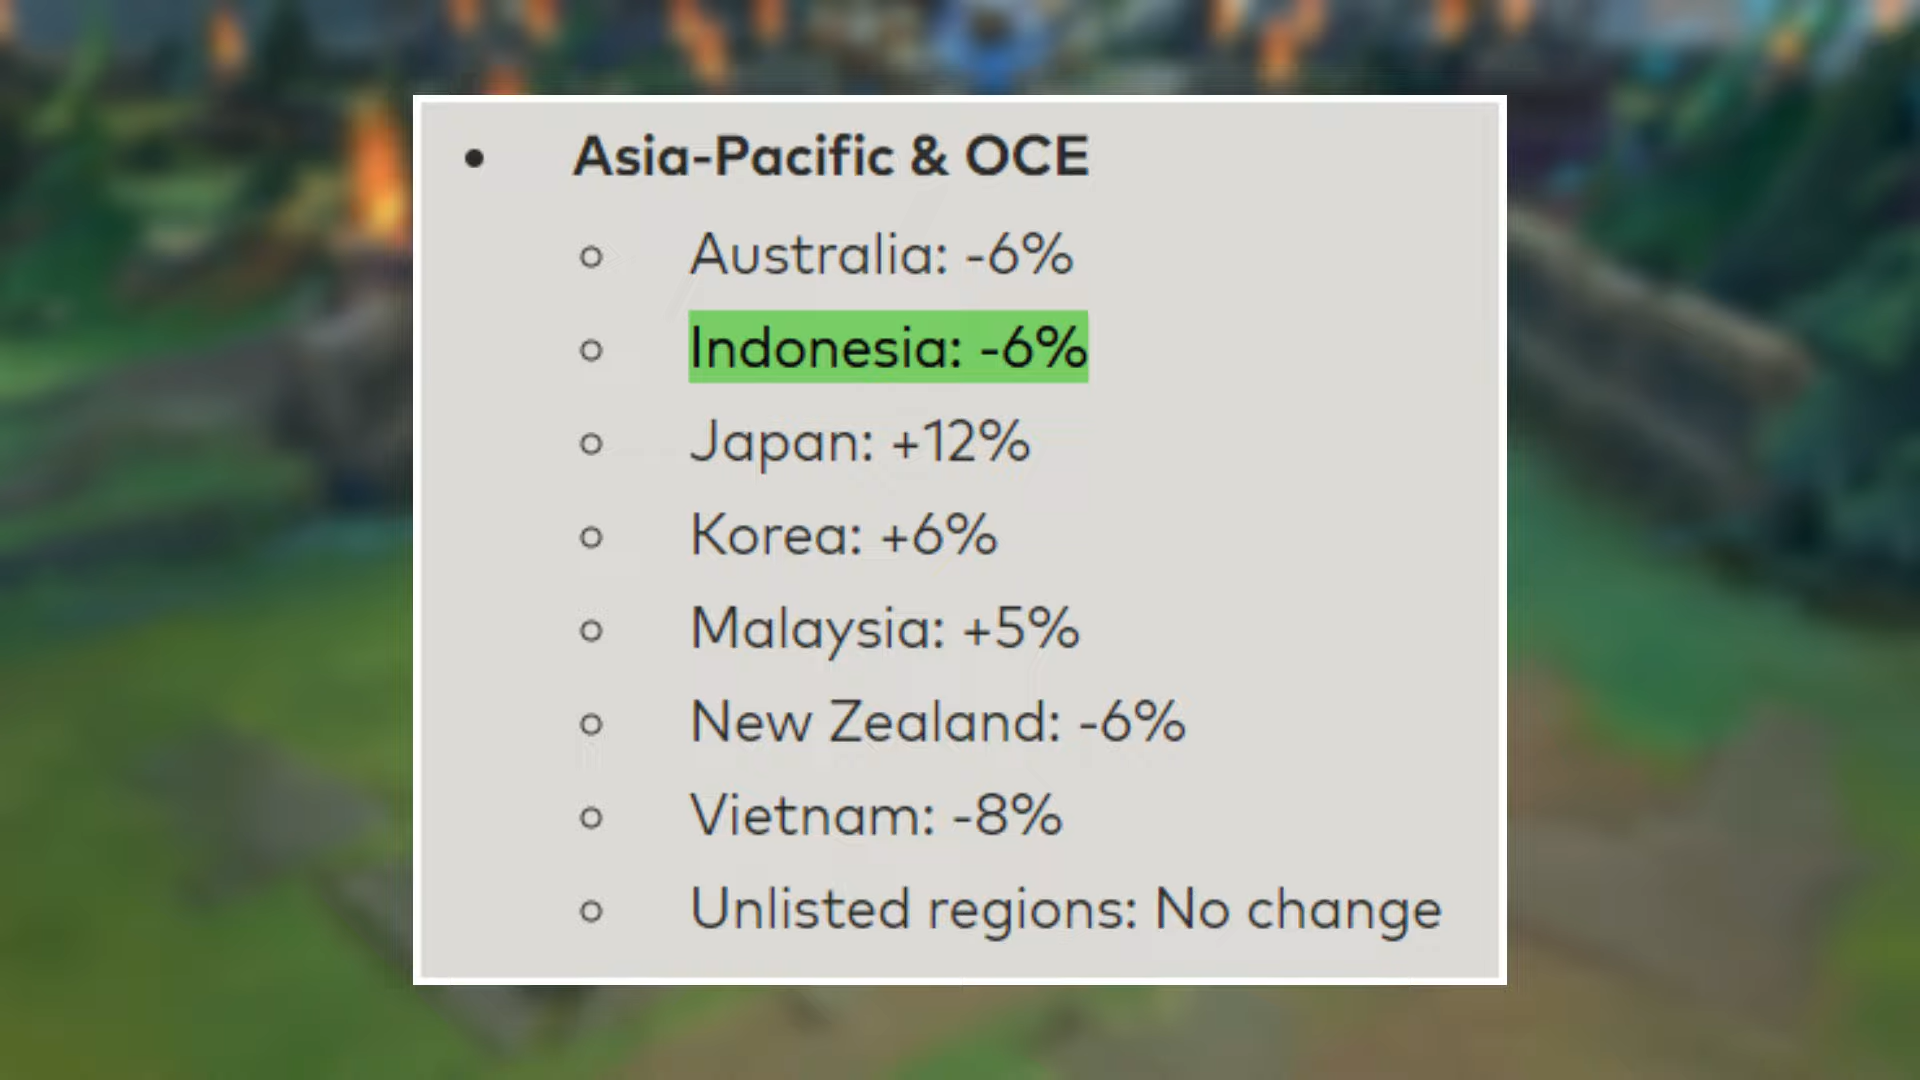 Asia-Pacific & OCE
Australia: -6%
Indonesia: -6%
Japan: +12%
Korea: +6%
Malaysia: +5%
New Zealand: -6%
Vietnam: -8%
Unlisted regions: No change